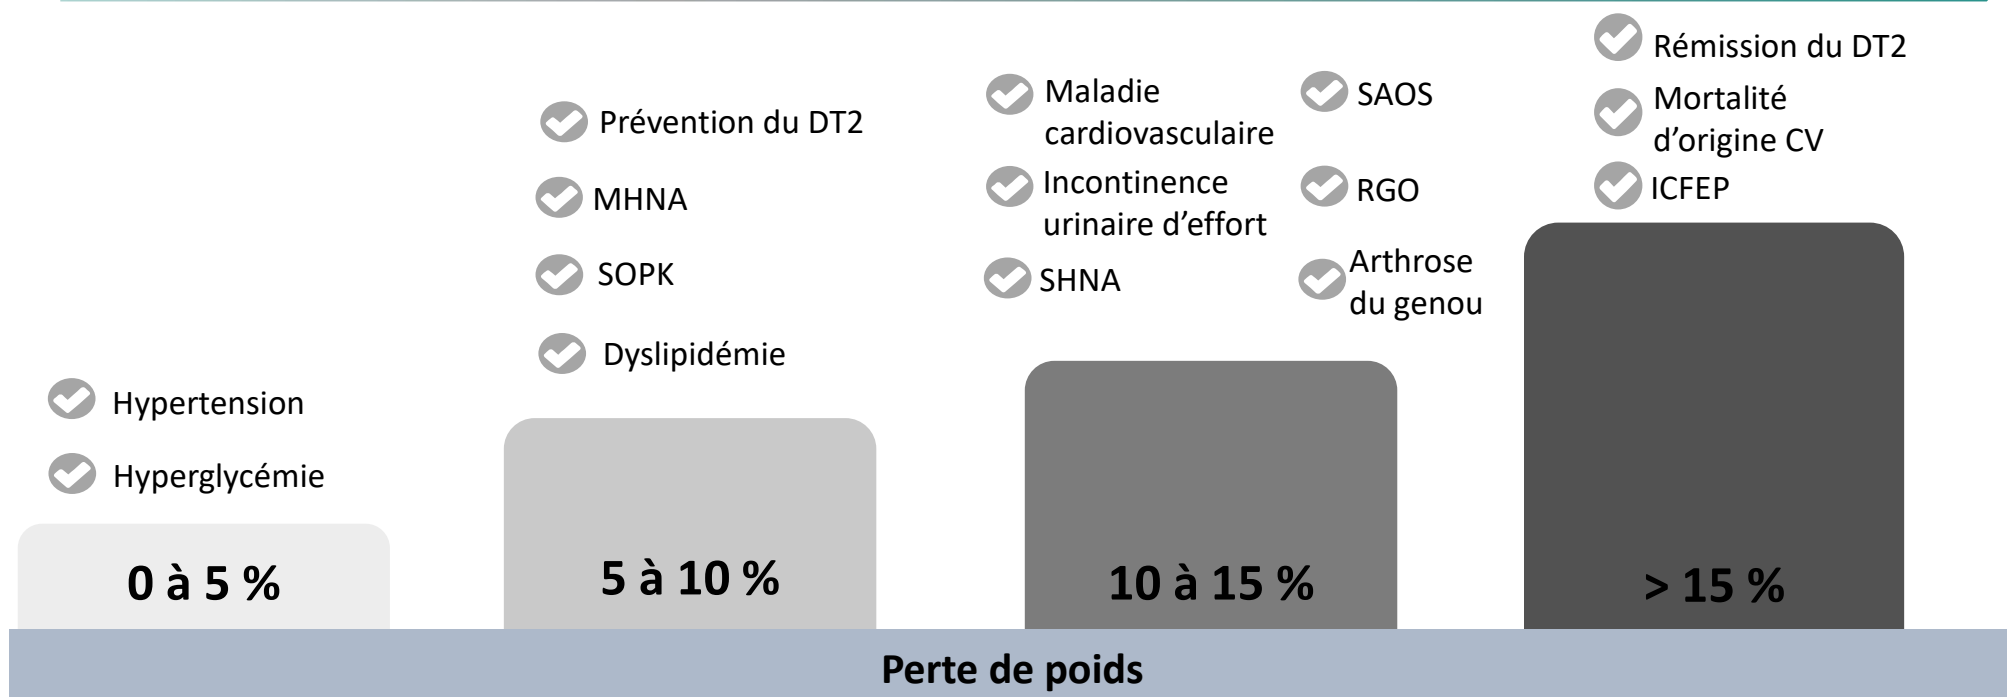 Hypertension
Hyperglycémie
0 à 5 %
Prévention du DT2
MHNA
SOPK
Dyslipidémie
5 à 10 %
Maladie
cardiovasculaire
Incontinence
urinaire d’effort
SHNA
SAOS
RGO
Arthrose
du genou
10 à 15 %
Rémission du DT2
Mortalité
d’origine CV
ICFEP
> 15 %
Perte de poids